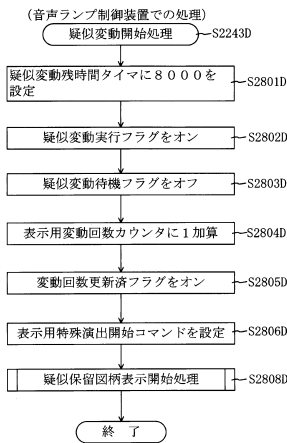 (音声ランプ制御装置での処理)
疑似変動開始処理
S2243D
疑似変動残時間タイマに8000を
設定
S2801D
疑似変動実行フラグをオン
S2802D
疑似変動待機フラグをオフ
S2803D
表示用変動回数カウンタに1加算
S2804D
変動回数更新済フラグをオン
S2805D
表示用特殊演出開始コマンドを設定
S2806D
疑似保留図柄表示開始処理
S2808D
終了